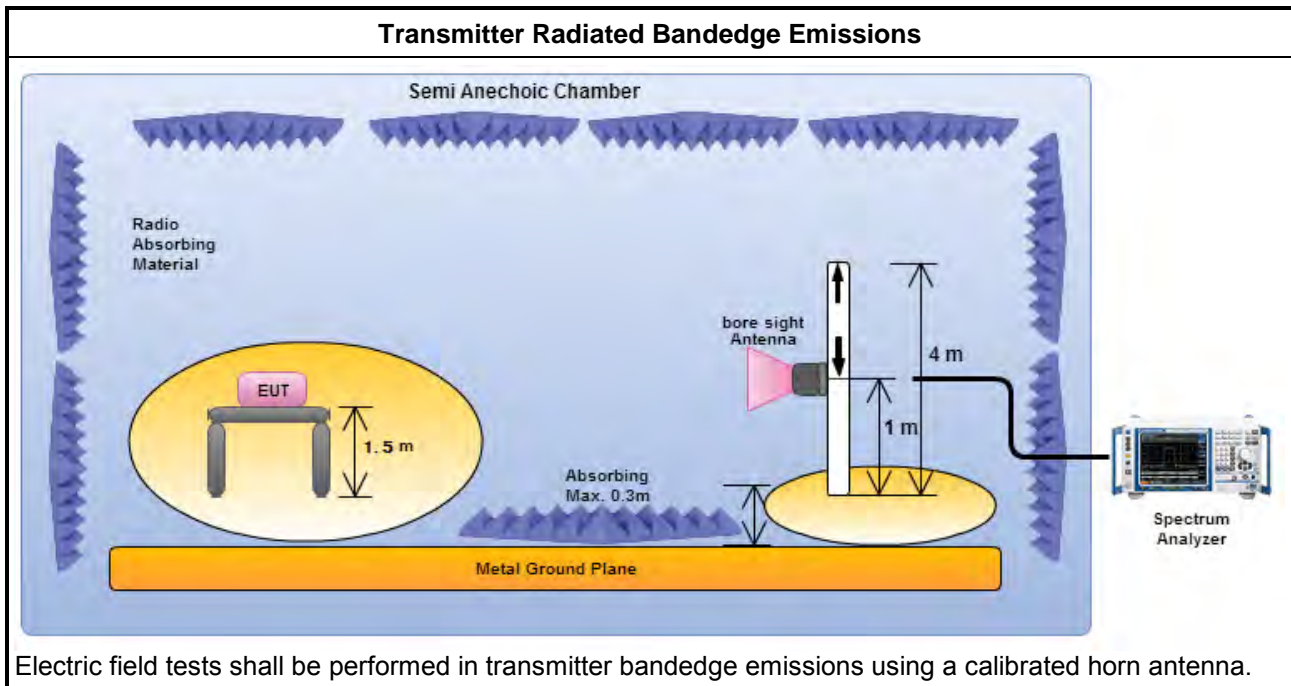 Transmitter Radiated Bandedge Emissions
Semi Anechoic Chamber
Radio
Absorbing
Material
bore sight
Antenna
4 m
EUT
1 m
1.5 m
Absorbing
Max. 0.3m
Spectrum
Analyzer
Metal Ground Plane
Electric field tests shall be performed in transmitter bandedge emissions using a calibrated horn antenna.